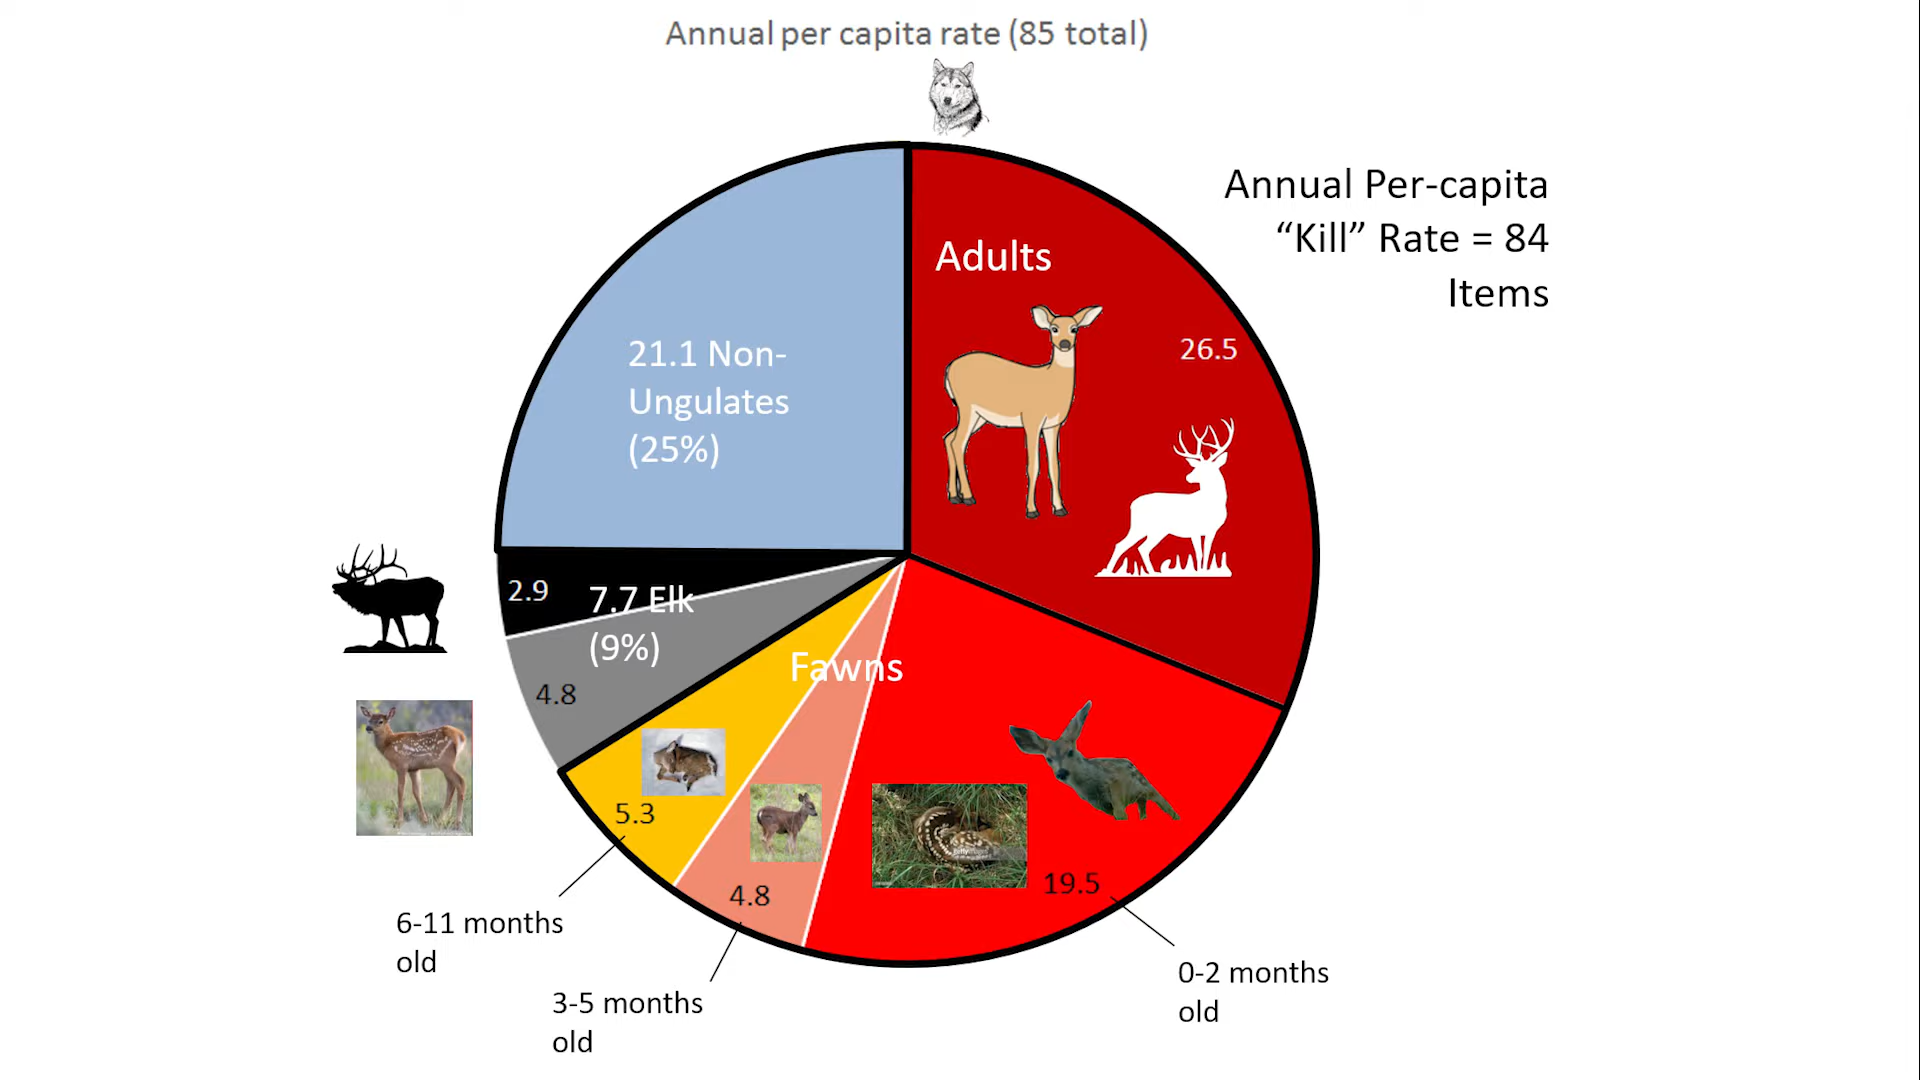 Annual per capita rate (85 total)
Annual Per-capita
“Kill” Rate = 84
Items
Adults
26.5
21.1 Non-
Ungulates
(25%)
2.9
7.7 Elk
(9%)
4.8
Fawns
5.3
4.8
19.5
6-11 months
old
3-5 months
old
0-2 months
old